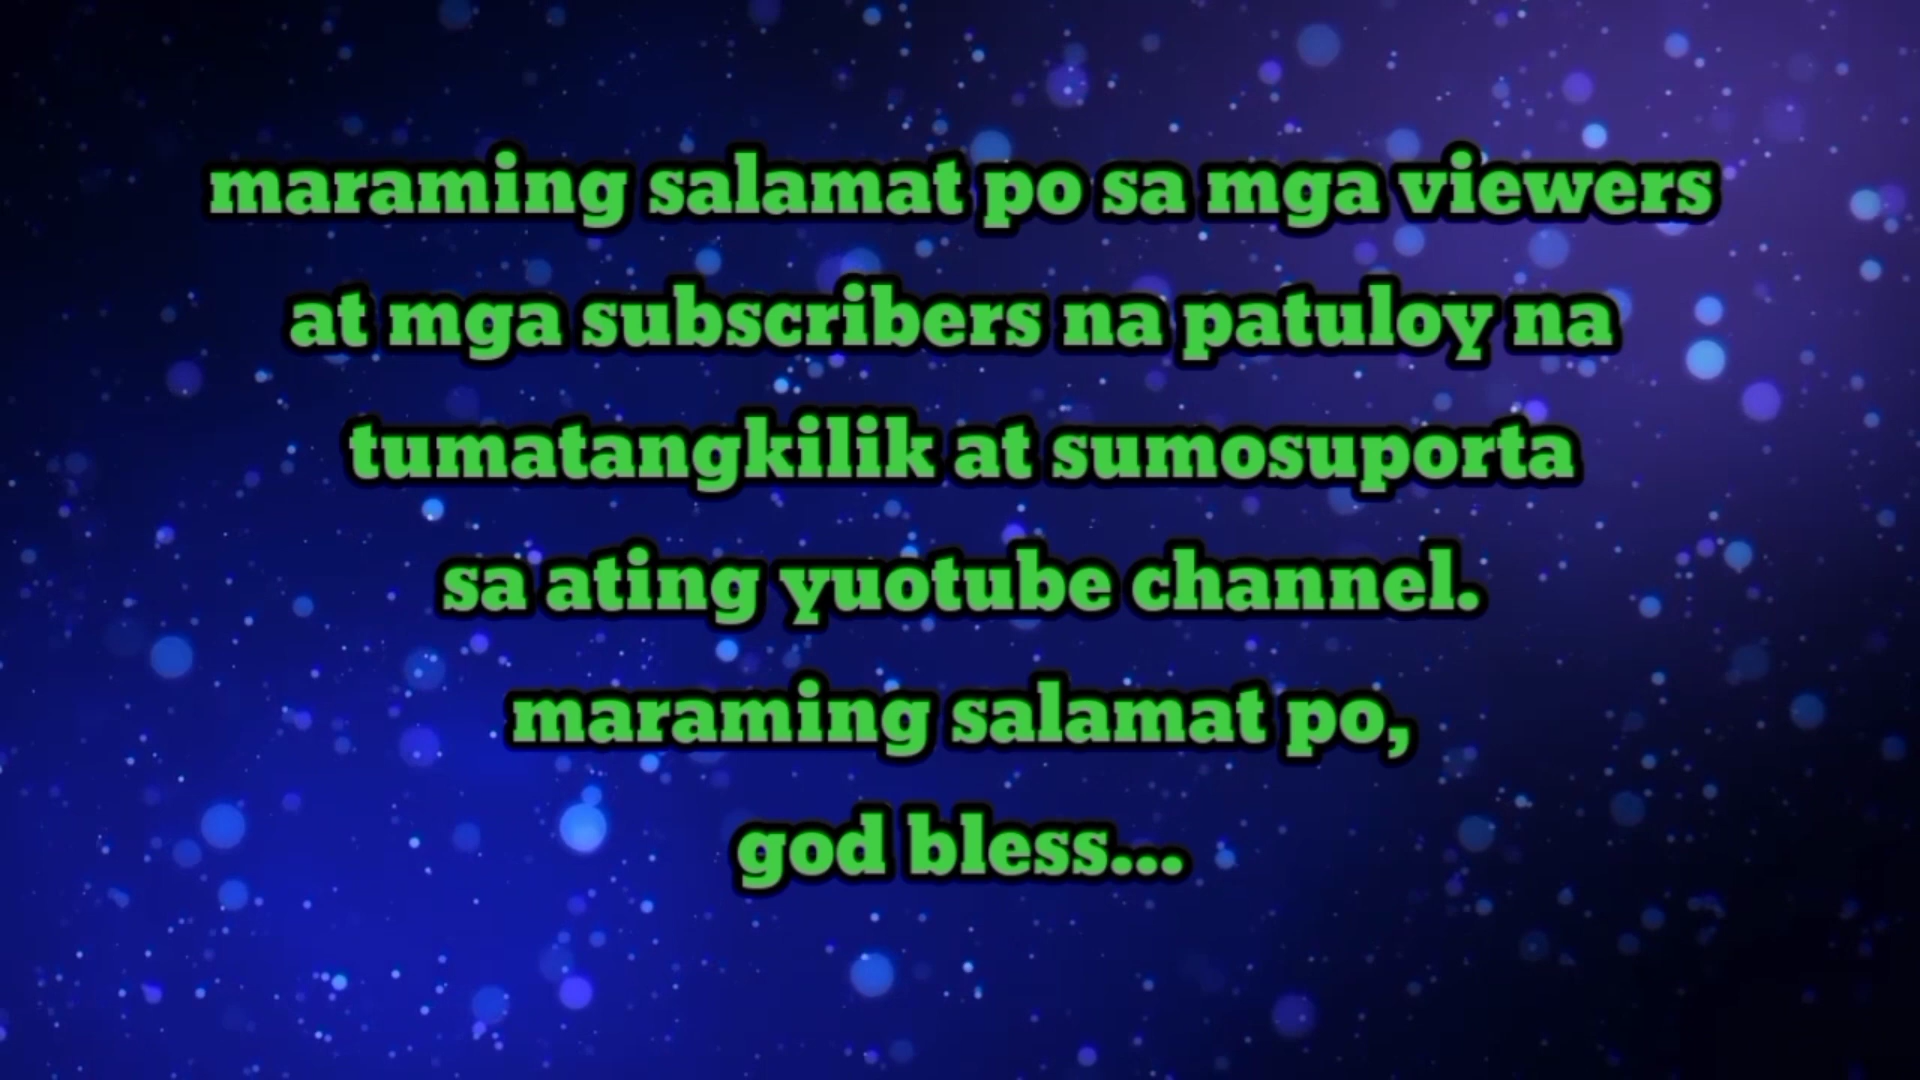 maraming salamat po sa mga viewers
at mga subscribers na patuloy na
tumatangkilik at sumosuporta
sa ating yuotube channel.
maraming salamat po,
god bless...